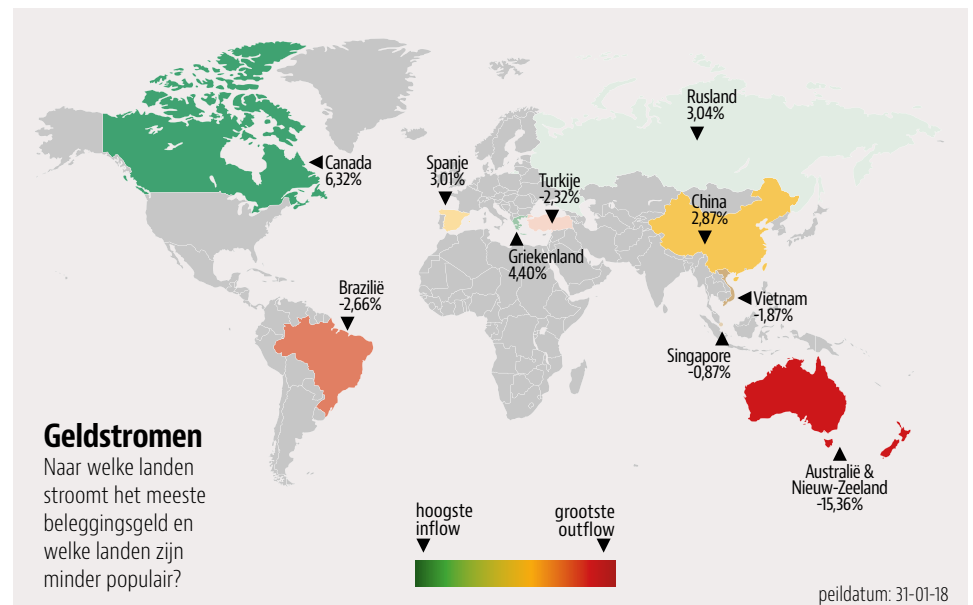 Rusland
3,04%
Canada
6,32%
Spanje
3,01%
Turkije
-2,32%
China
2,87%
Griekenland
4,40%
Brazilië
-2,66%
Vietnam
-1,87%
Singapore
-0,87%
Geldstromen
Naar welke landen
stroomt het meeste
beleggingsgeld en
welke landen zijn
minder populair?
Australië &
Nieuw-Zeeland
-15,36%
hoogste
inflow
grootste
outflow
peildatum: 31-01-18